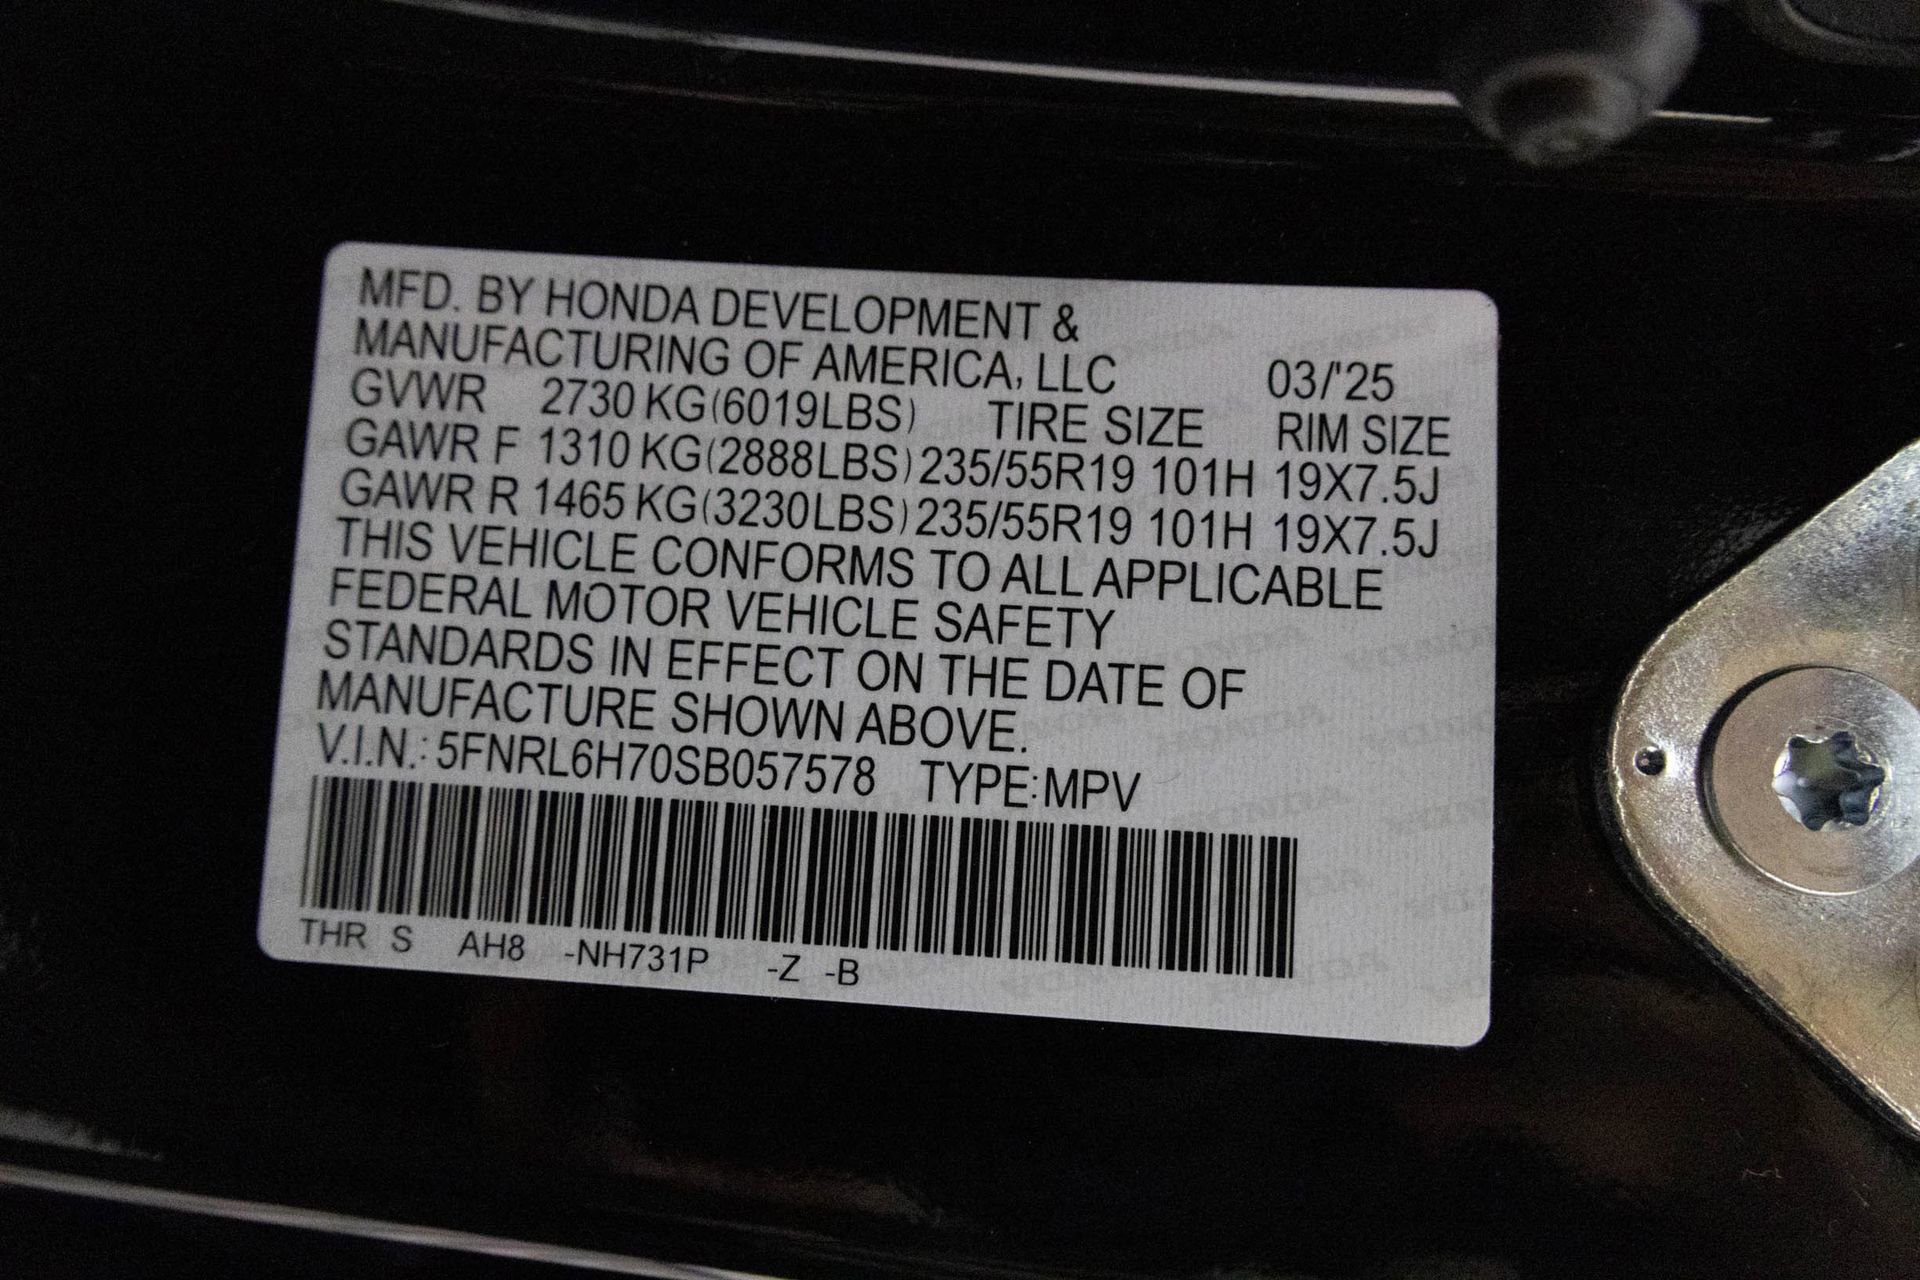 MFD. BY HONDA DEVELOPMENT &
MANUFACTURING OF AMERICA, LLC 03/'25
GVWR 2730 KG(6019LBS) TIRE SIZE RIM SIZE
GAWR F 1310 KG(2888LBS) 235/55R19 101H 19X7.5J
GAWR R 1465 KG(3230LBS) 235/55R19 101H 19X7.5J
THIS VEHICLE CONFORMS TO ALL APPLICABLE
FEDERAL MOTOR VEHICLE SAFETY
STANDARDS IN EFFECT ON THE DATE OF
MANUFACTURE SHOWN ABOVE.
V.I.N.: 5FNRL6H70SB057578 TYPE:MPV
THR S AH8 -NH731P -Z -B